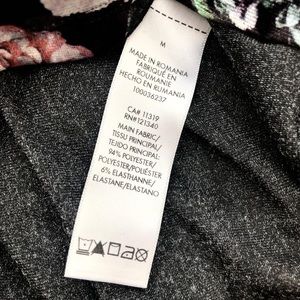 M
MADE IN ROMANIA
FABRIQUÉ EN
ROUMANIE
HECHO EN RUMANIA
100036237
CA# 11319
RN#121340
MAIN FABRIC/
TISSU PRINCIPAL/
TEJIDO PRINCIPAL:
94% POLYESTER/
POLYESTER/POLIÉSTER
6% ELASTHANNE/
ELASTANE/ELASTANO